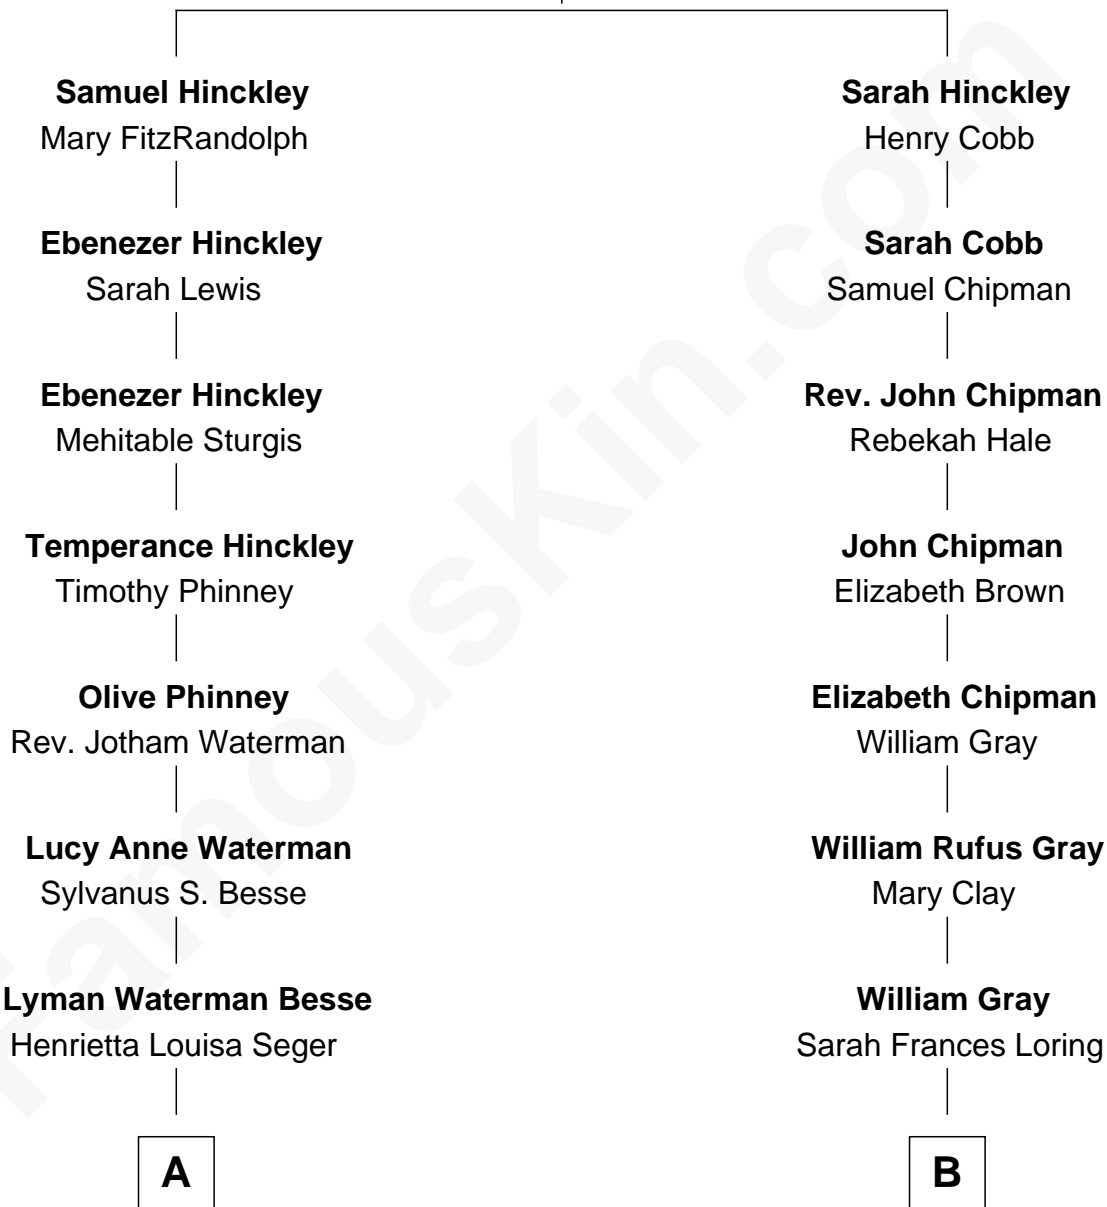 Samuel Hinckley
Mary FitzRandolph
Ebenezer Hinckley
Sarah Lewis
Ebenezer Hinckley
Mehitable Sturgis
Temperance Hinckley
Timothy Phinney
Olive Phinney
Rev. Jotham Waterman
Lucy Anne Waterman
Sylvanus S. Besse
Lyman Waterman Besse
Henrietta Louisa Seger
A
Sarah Hinckley
Henry Cobb
Sarah Cobb
Samuel Chipman
Rev. John Chipman
Rebekah Hale
John Chipman
Elizabeth Brown
Elizabeth Chipman
William Gray
William Rufus Gray
Mary Clay
William Gray
Sarah Frances Loring
B
FamousKin.com